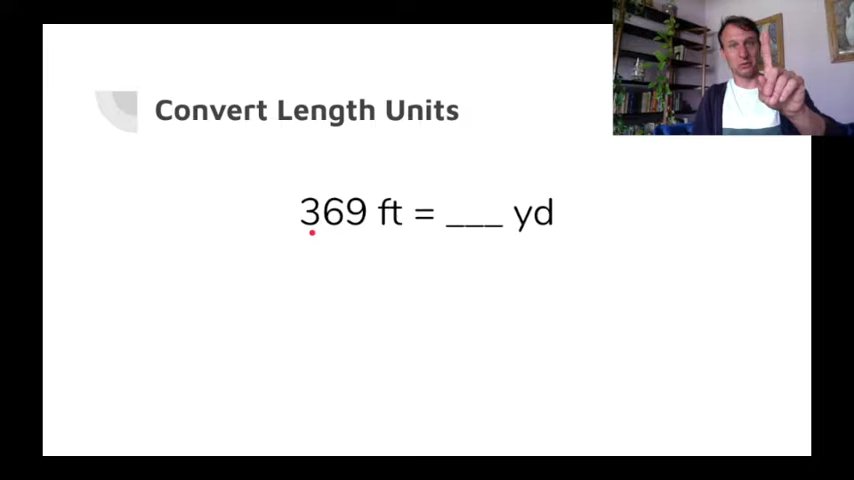 Convert Length Units
369 ft = ___ yd